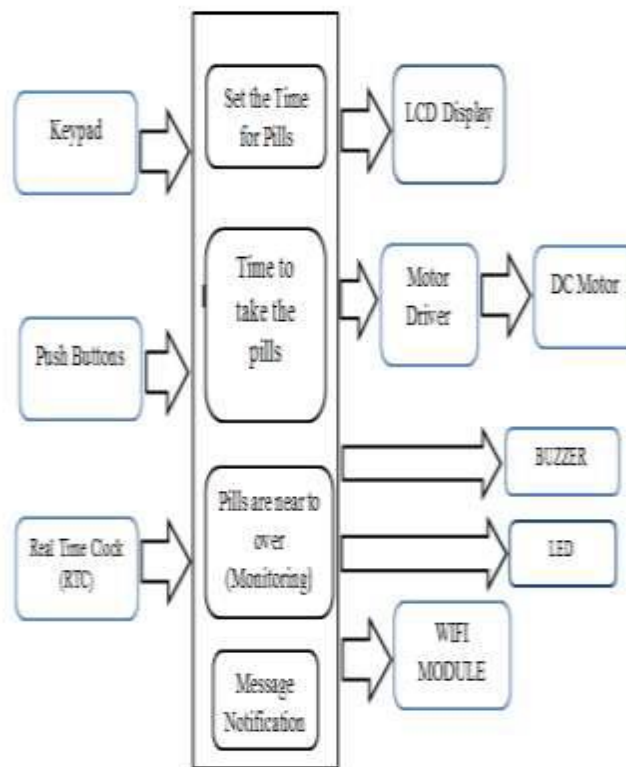 Keypad
Push Buttons
Real Time Clock
(RTC)
Set the Time
for Pills
Time to
take the
pills
Pills are near to
over
(Monitoring)
Message
Notification
LCD Display
Motor
Driver
DC Motor
BUZZER
LED
WIFI
MODULE